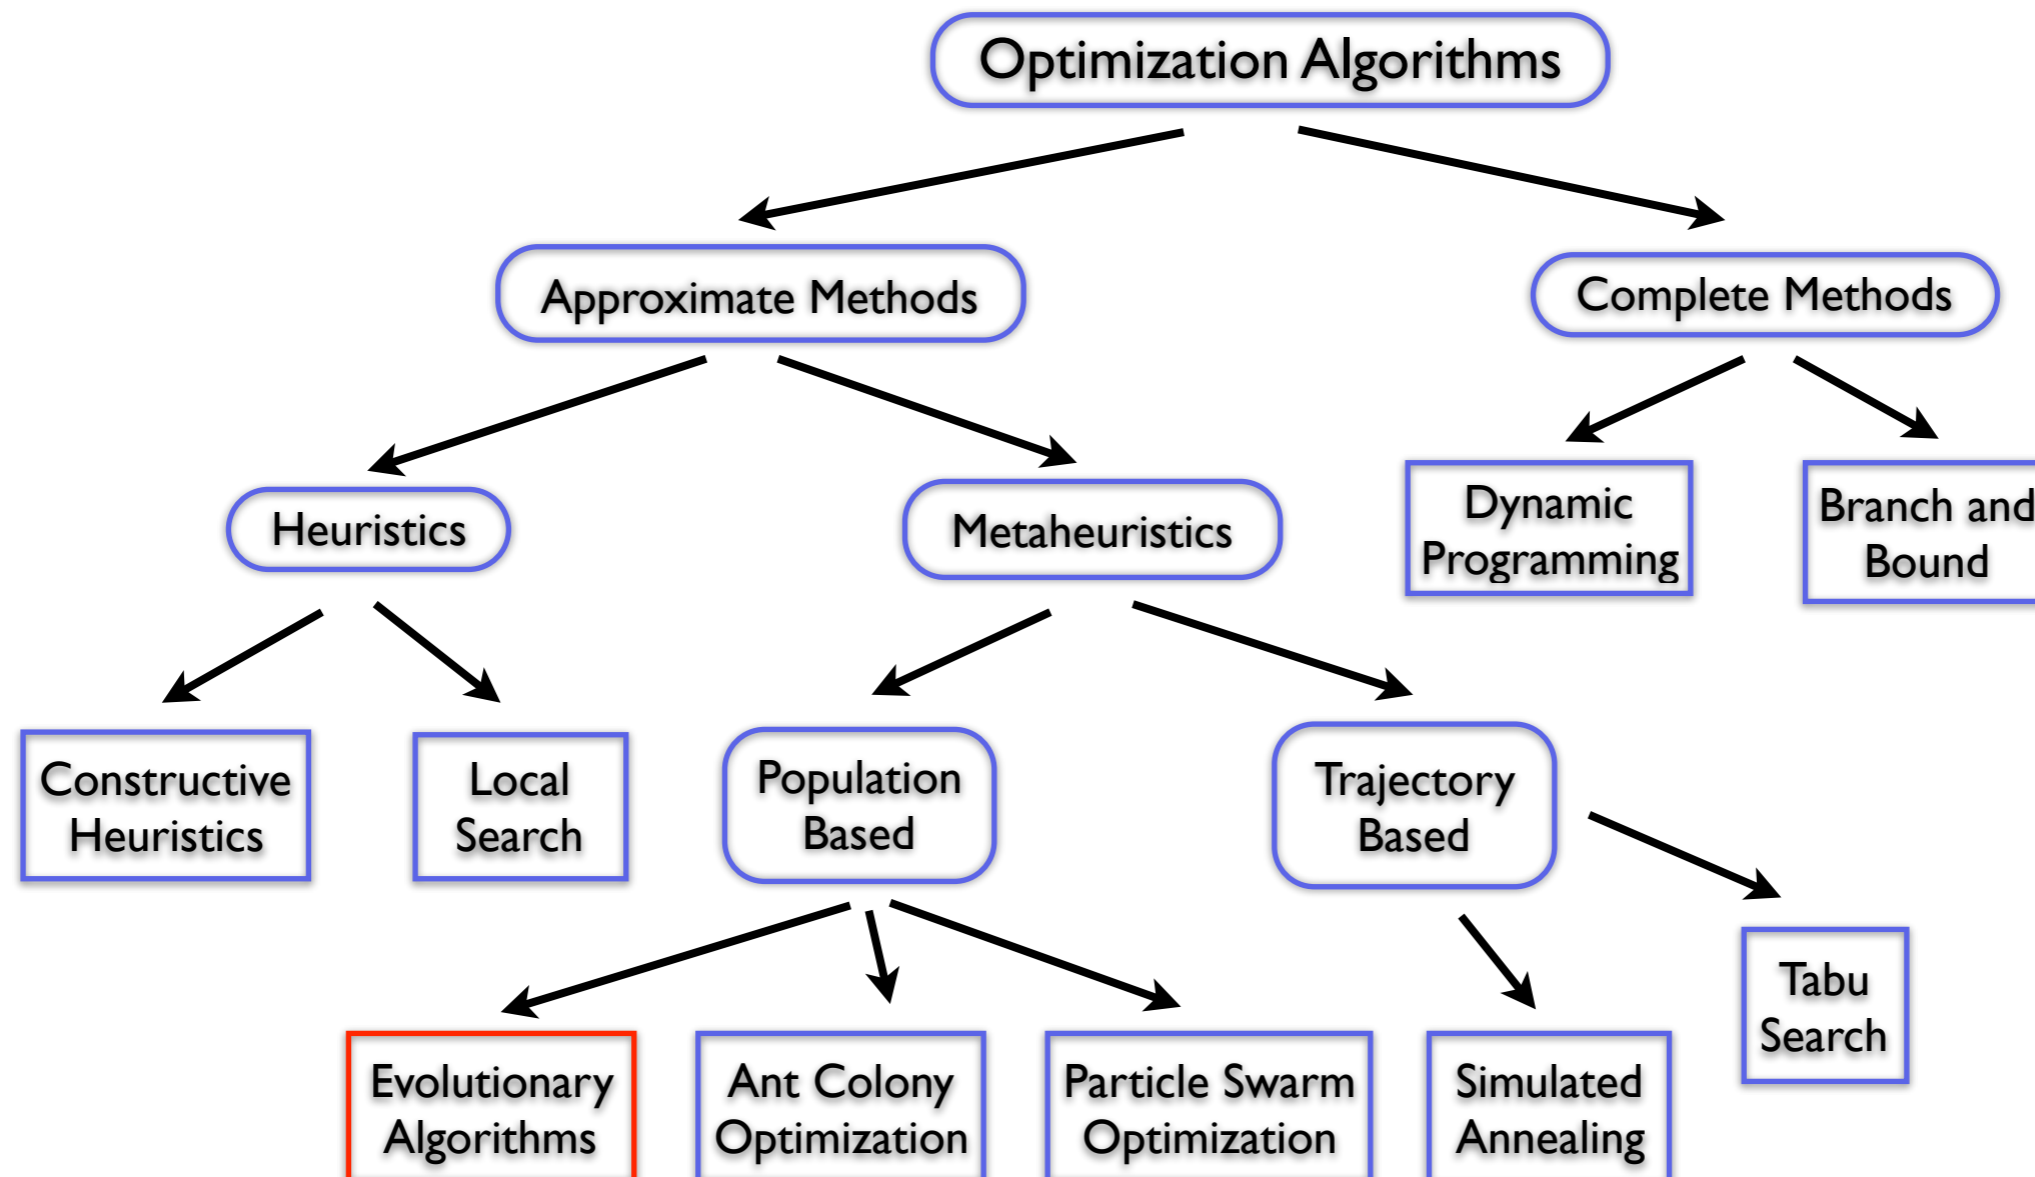 Optimization Algorithms
Approximate Methods
Complete Methods
Heuristics
Metaheuristics
Dynamic
Programming
Branch and
Bound
Constructive
Heuristics
Local
Search
Population
Based
Trajectory
Based
Tabu
Search
Evolutionary
Algorithms
Ant Colony
Optimization
Particle Swarm
Optimization
Simulated
Annealing